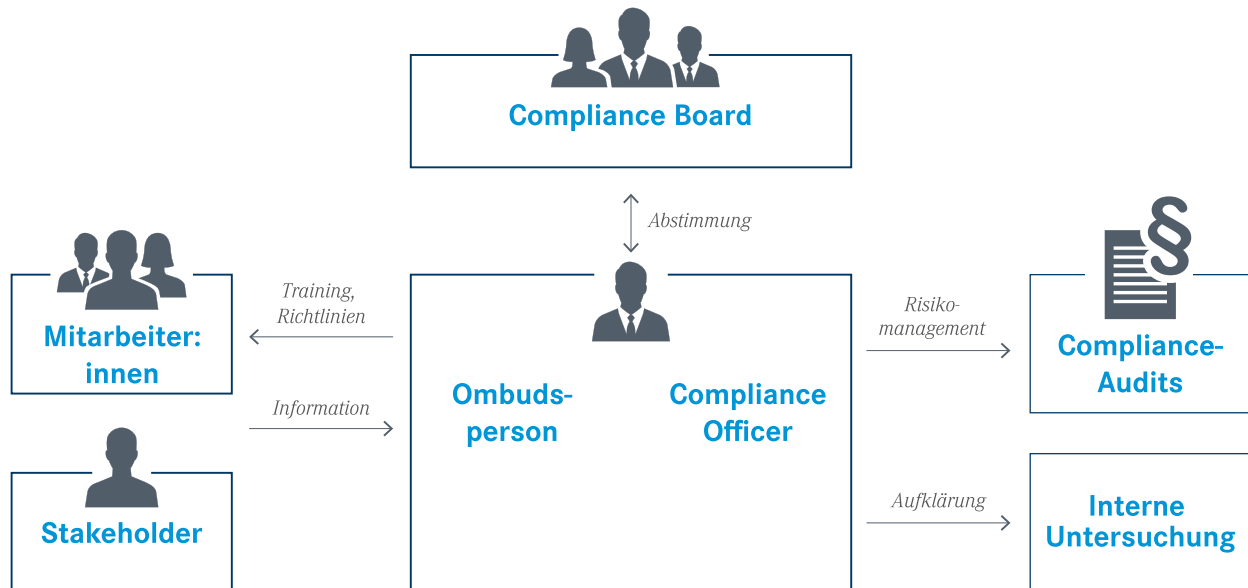 Compliance Board
Abstimmung
Training,
Richtlinien
Mitarbeiter:
innen
Information
Stakeholder
Ombuds-
person
Compliance
Officer
Risiko-
management
§
Compliance-
Audits
Aufklärung
Interne
Untersuchung